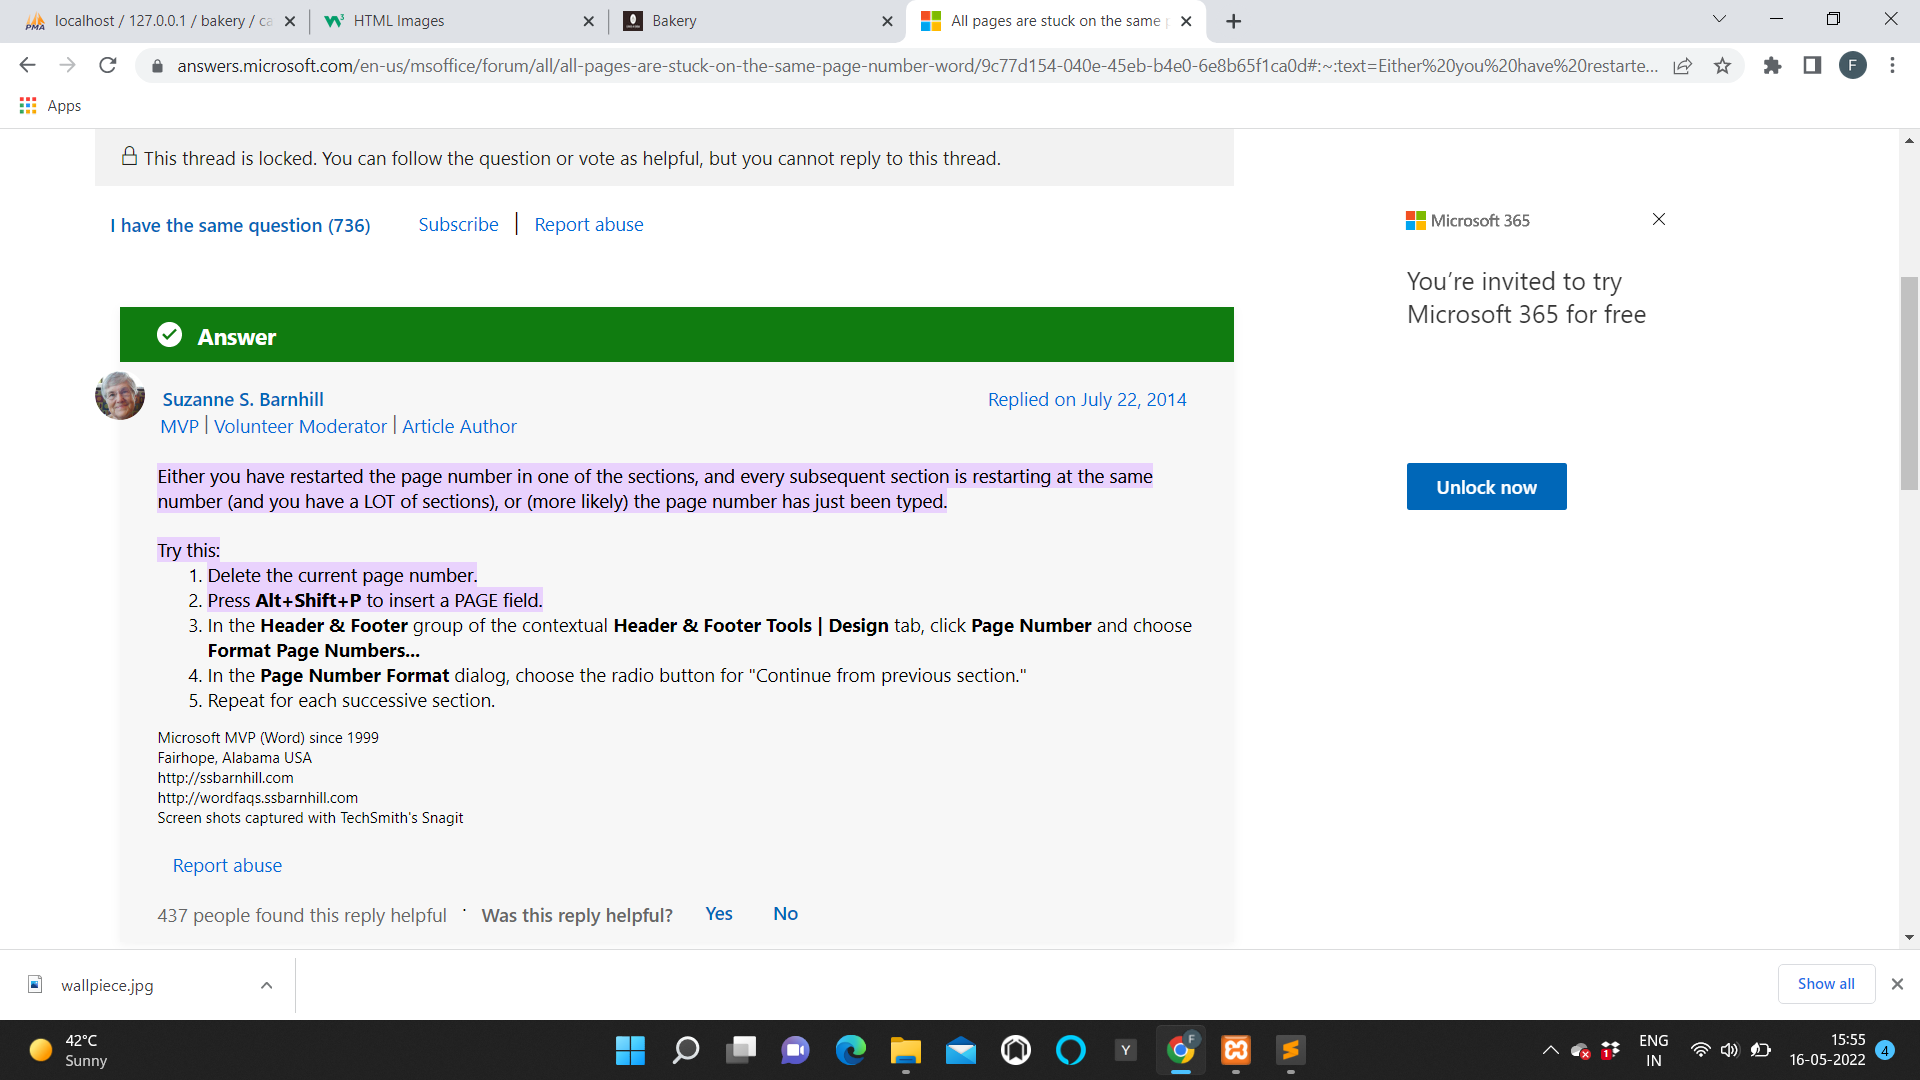 localhost / 127.0.0.1 / bakery / ca
HTML Images
Bakery
All pages are stuck on the same p
answers.microsoft.com/en-us/msoffice/forum/all/all-pages-are-stuck-on-the-same-page-number-word/9c77d154-040e-45eb-b4e0-6e8b65f1ca0d#:~:text=Either%20you%20have%20restarte...
F
Apps
This thread is locked. You can follow the question or vote as helpful, but you cannot reply to this thread.
I have the same question (736)
Subscribe | Report abuse
Microsoft 365
You’re invited to try
Microsoft 365 for free
Unlock now
Answer
Suzanne S. Barnhill
Replied on July 22, 2014
MVP | Volunteer Moderator | Article Author
Either you have restarted the page number in one of the sections, and every subsequent section is restarting at the same
number (and you have a LOT of sections), or (more likely) the page number has just been typed.
Try this:
1. Delete the current page number.
2. Press Alt+Shift+P to insert a PAGE field.
3. In the Header & Footer group of the contextual Header & Footer Tools | Design tab, click Page Number and choose
Format Page Numbers...
4. In the Page Number Format dialog, choose the radio button for "Continue from previous section."
5. Repeat for each successive section.
Microsoft MVP (Word) since 1999
Fairhope, Alabama USA
http://ssbarnhill.com
http://wordfaqs.ssbarnhill.com
Screen shots captured with TechSmith's Snagit
Report abuse
437 people found this reply helpful · Was this reply helpful? Yes No
wallpiece.jpg
Show all
42°C
Sunny
Y
F
1
ENG
IN
15:55
16-05-2022
4